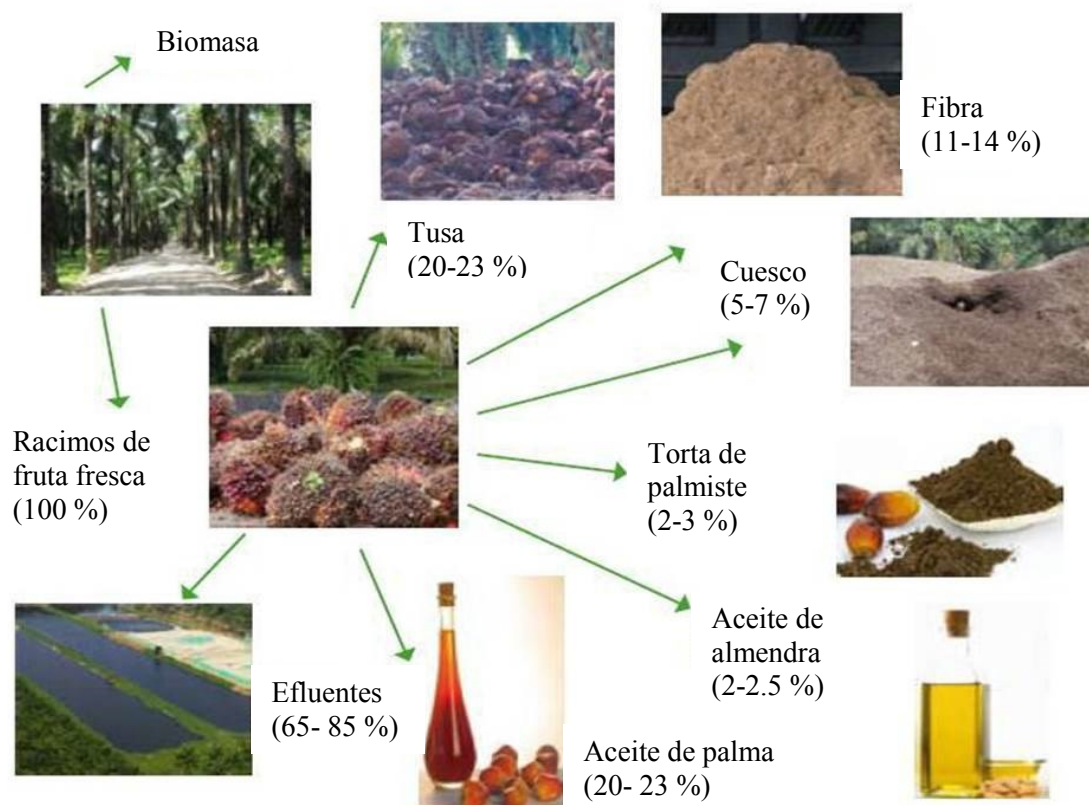 Biomasa
Fibra
(11-14 %)
Tusa
(20-23 %)
Cuesco
(5-7 %)
Racimos de
fruta fresca
(100 %)
Torta de
palmiste
(2-3 %)
Aceite de
almendra
(2-2.5 %)
Efluentes
(65- 85 %)
Aceite de palma
(20- 23 %)